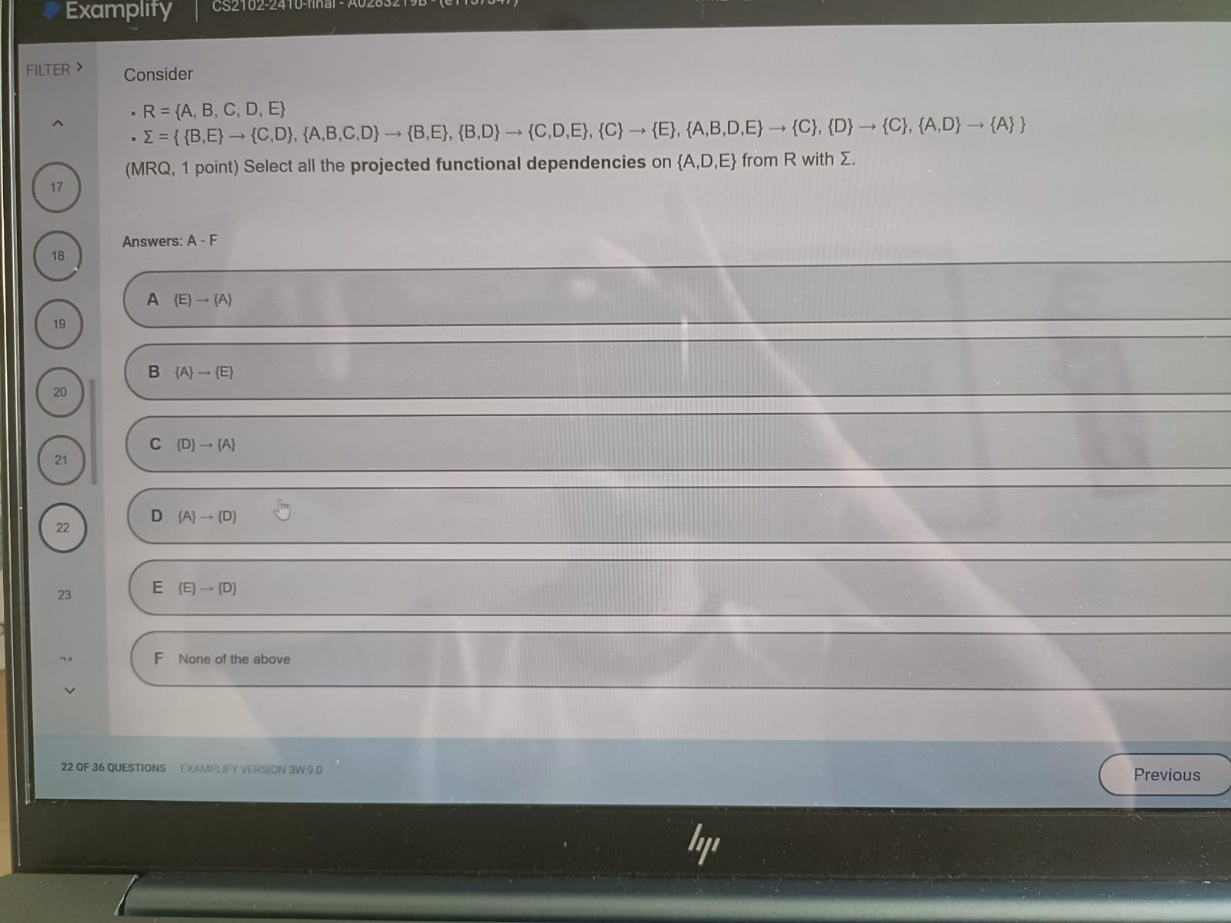 Examplify
FILTER >
Consider
• R = {A, B, C, D, E}
• Σ = { {B,E} → {C,D}, {A,B,C,D} → {B,E}, {B,D} → {C,D,E}, {C} → {E}, {A,B,D,E} → {C}, {D} → {C}, {A,D} → {A} }
(MRQ, 1 point) Select all the projected functional dependencies on {A,D,E} from R with Σ.
17
18
19
20
21
22
23
Answers: A - F
A {E} → {A}
B {A} → {E}
C {D} → {A}
D {A} → {D}
E {E} → {D}
F None of the above
22 OF 36 QUESTIONS EXAMPLIFY VERSION 3W.9.0
Previous
hp